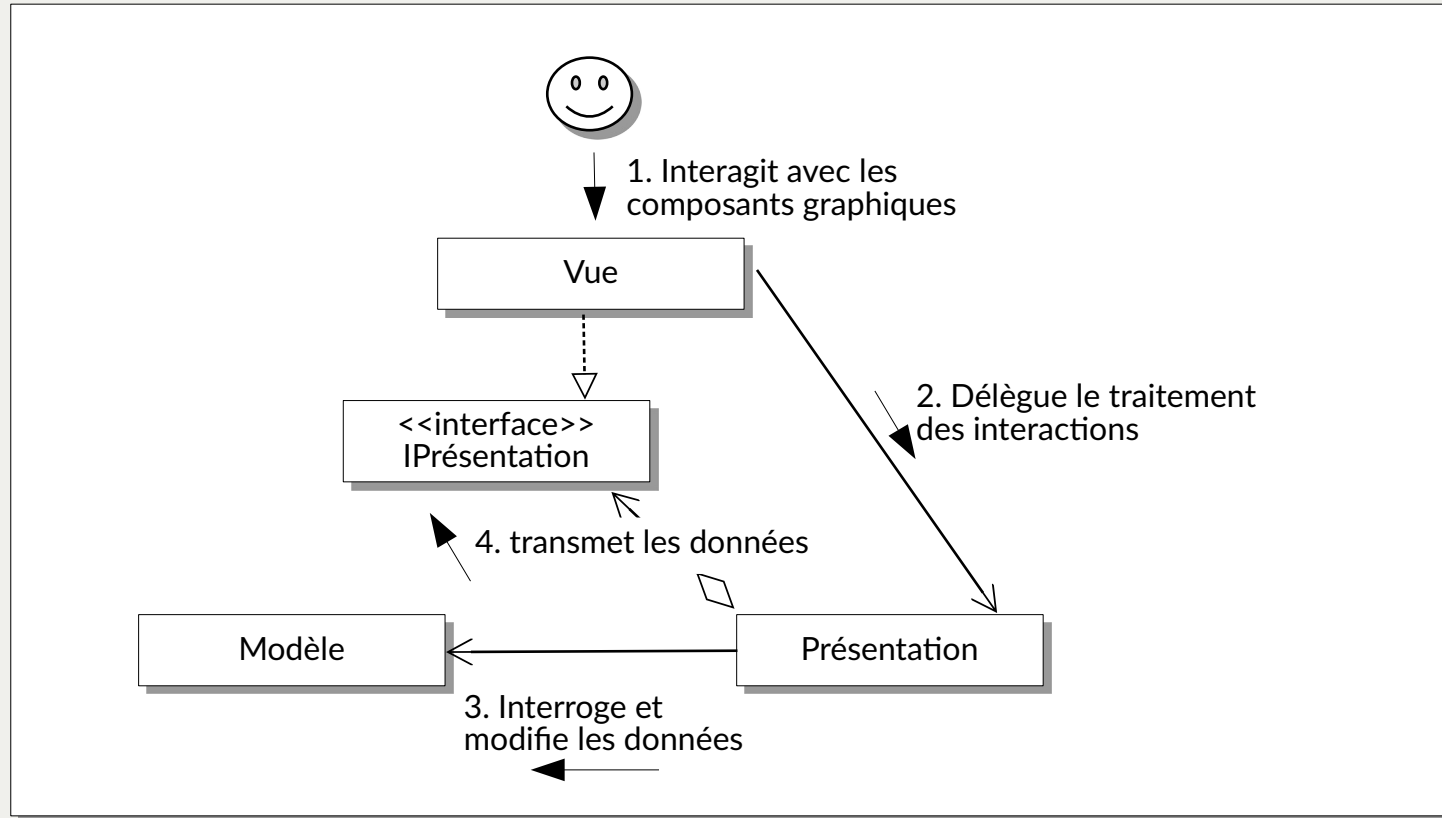 1. Interagit avec les
composants graphiques
Vue
2. Délègue le traitement
des interactions
<<interface>>
IPrésentation
4. transmet les données
Modèle
Présentation
3. Interroge et
modifie les données